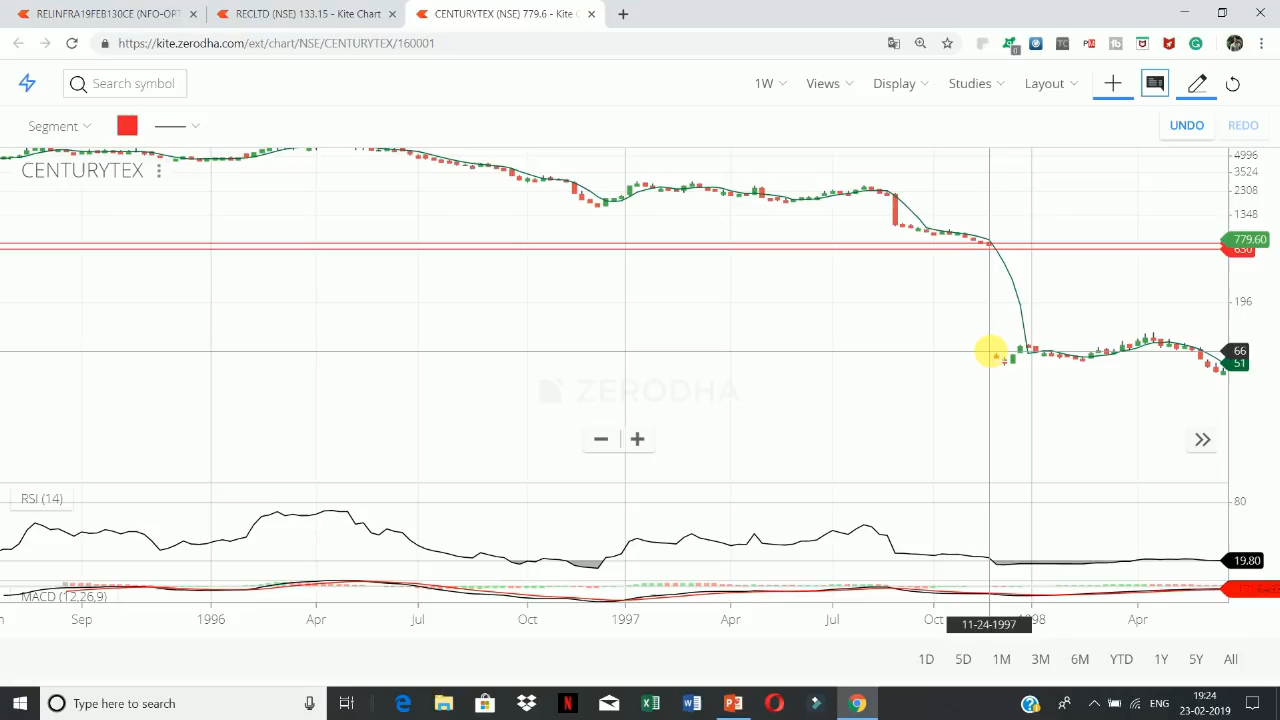 RELINFRA19FEB130CE (NFO-OPT
RECLTD (NSE) 133.15 - Kite Chart
CENTURYTEX (NSE) 779.6 - Kite C
https://kite.zerodha.com/ext/chart/NSE/CENTURYTEX/160001
Search symbol
1W
Views
Display
Studies
Layout
Segment
UNDO
REDO
CENTURYTEX
4996
3524
2308
1348
779.60
630
196
66
51
ZERODHA
RSI (14)
80
19.80
MACD (12,26,9)
Sep
1996
Apr
Jul
Oct
1997
Apr
Jul
Oct
11-24-1997
98
Apr
1D
5D
1M
3M
6M
YTD
1Y
5Y
All
Type here to search
ENG
19:24
23-02-2019